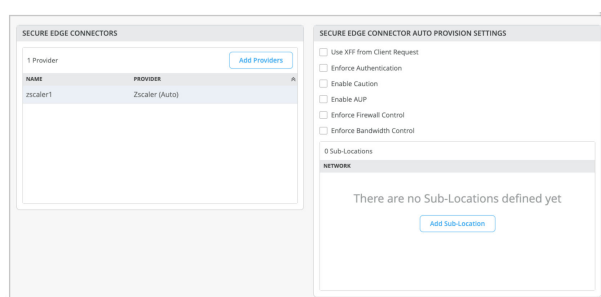 SECURE EDGE CONNECTORS
1 Provider
Add Providers
NAME PROVIDER
zscaler1 Zscaler (Auto)
SECURE EDGE CONNECTOR AUTO PROVISION SETTINGS
Use XFF from Client Request
Enforce Authentication
Enable Caution
Enable AUP
Enforce Firewall Control
Enforce Bandwidth Control
0 Sub-Locations
NETWORK
There are no Sub-Locations defined yet
Add Sub-Location